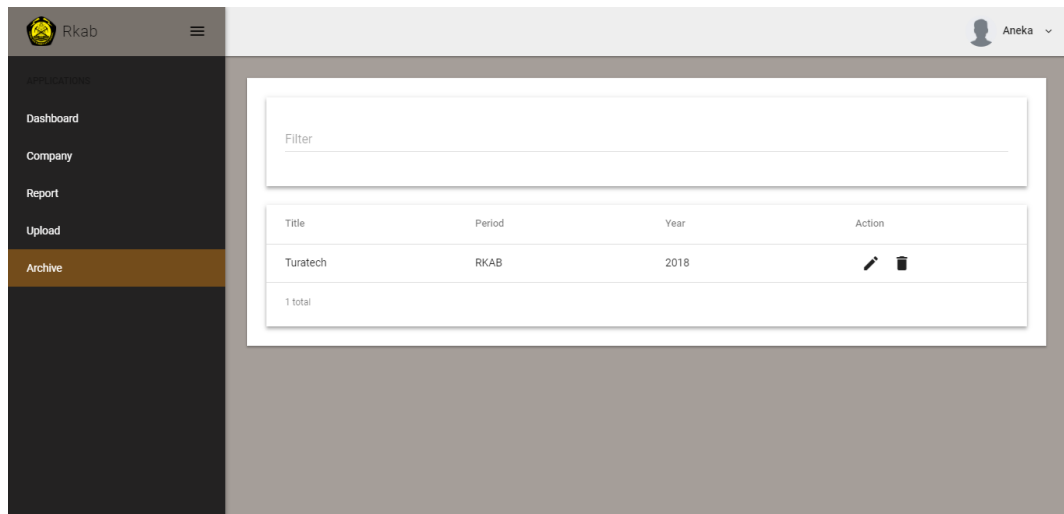 Rkab
Aneka
APPLICATIONS
Dashboard
Company
Report
Upload
Archive
Filter
Title Period Year Action
Turatech RKAB 2018
1 total